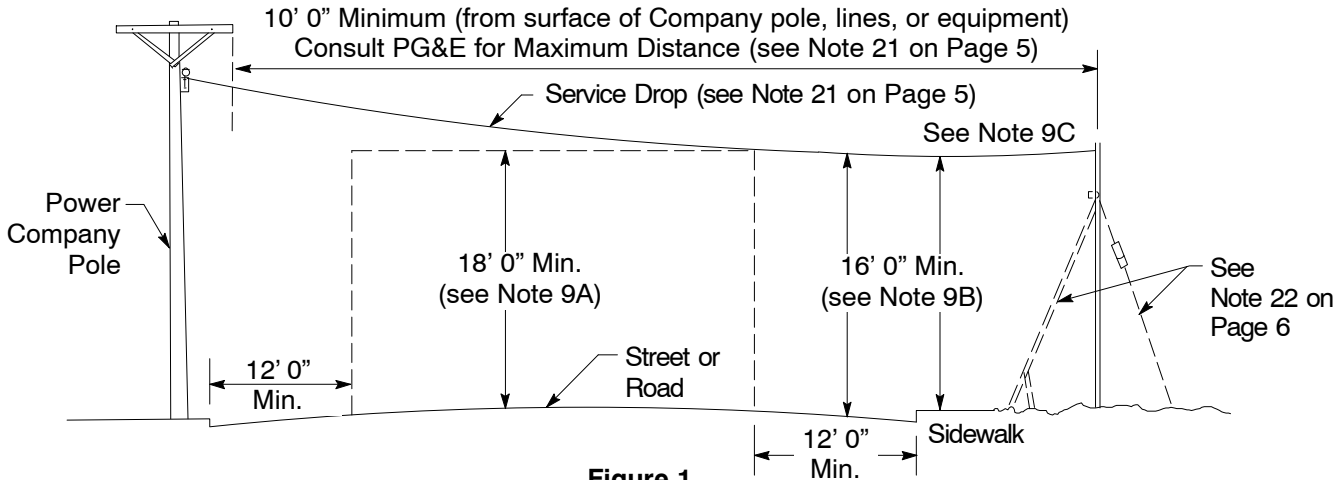 10' 0” Minimum (from surface of Company pole, lines, or equipment)
Consult PG&E for Maximum Distance (see Note 21 on Page 5)
Service Drop (see Note 21 on Page 5)
See Note 9C
Power
Company
Pole
18' 0” Min.
(see Note 9A)
16' 0” Min.
(see Note 9B)
See
Note 22 on
Page 6
12' 0”
Min.
Street or
Road
12' 0”
Min.
Sidewalk
Figure 1